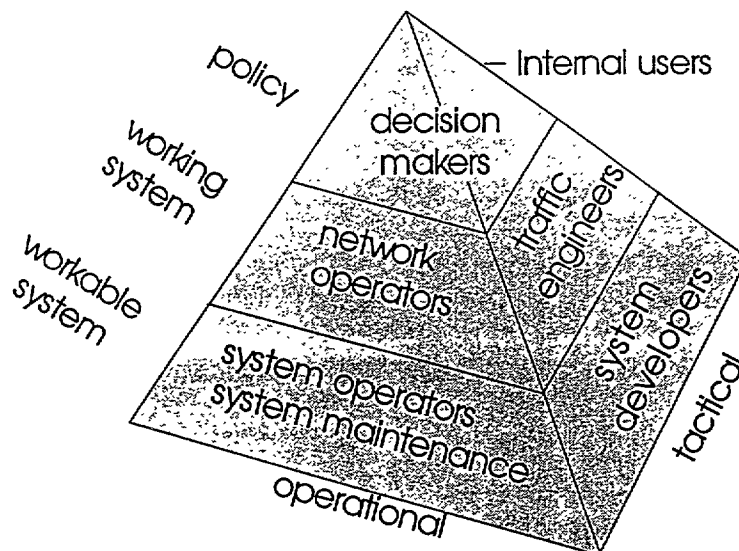 policy
Internal users
decision
makers
working
system
traffic
engineers
network
operators
workable
system
system
developers
system operators
system maintenance
tactical
operational